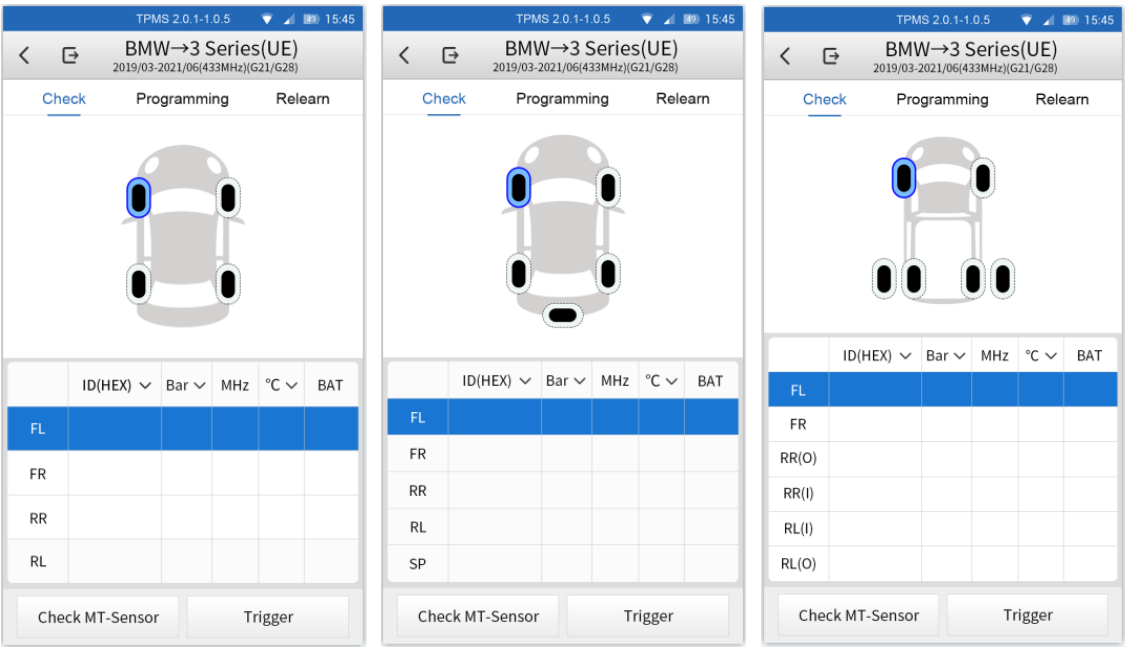 TPMS 2.0.1-1.0.5 49 15:45
BMW→3 Series(UE)
2019/03-2021/06(433MHz)(G21/G28)
Check Programming Relearn
ID(HEX) Bar MHz °C BAT
FL
FR
RR
RL
Check MT-Sensor Trigger
TPMS 2.0.1-1.0.5 49 15:45
BMW→3 Series(UE)
2019/03-2021/06(433MHz)(G21/G28)
Check Programming Relearn
ID(HEX) Bar MHz °C BAT
FL
FR
RR
RL
SP
Check MT-Sensor Trigger
TPMS 2.0.1-1.0.5 49 15:45
BMW→3 Series(UE)
2019/03-2021/06(433MHz)(G21/G28)
Check Programming Relearn
ID(HEX) Bar MHz °C BAT
FL
FR
RR(O)
RR(I)
RL(I)
RL(O)
Check MT-Sensor Trigger